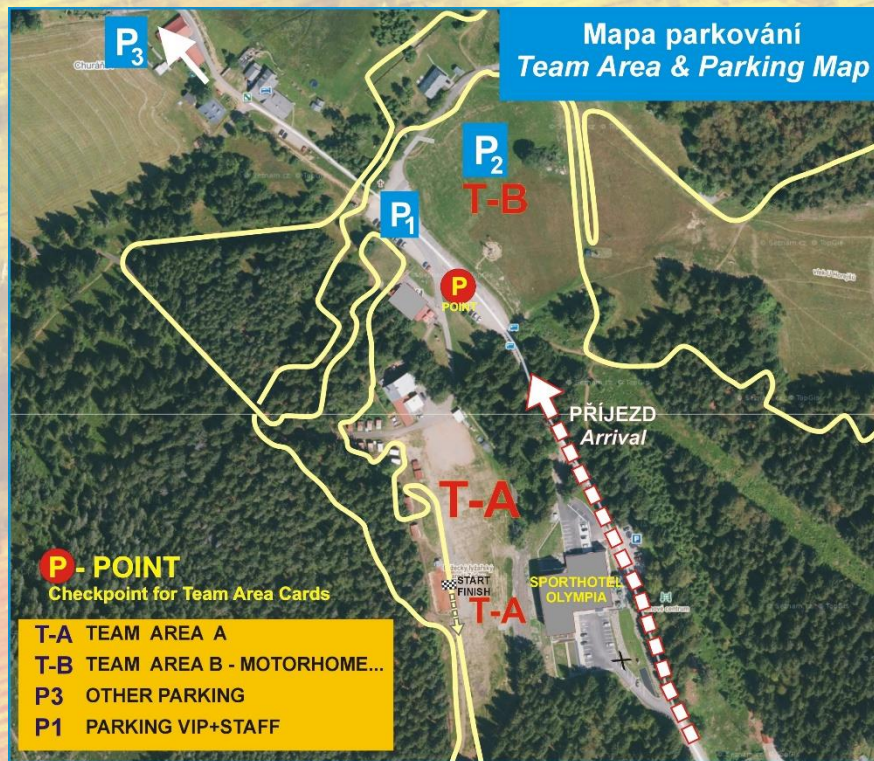 Mapa parkování
Team Area & Parking Map
P3
Churáň
P2
T-B
P1
P
POINT
PŘÍJEZD
Arrival
T-A
START
FINISH
T-A
SPORTHOTEL
OLYMPIA
P
P - POINT
Checkpoint for Team Area Cards
T-A TEAM AREA A
T-B TEAM AREA B - MOTORHOME...
P3 OTHER PARKING
P1 PARKING VIP+STAFF